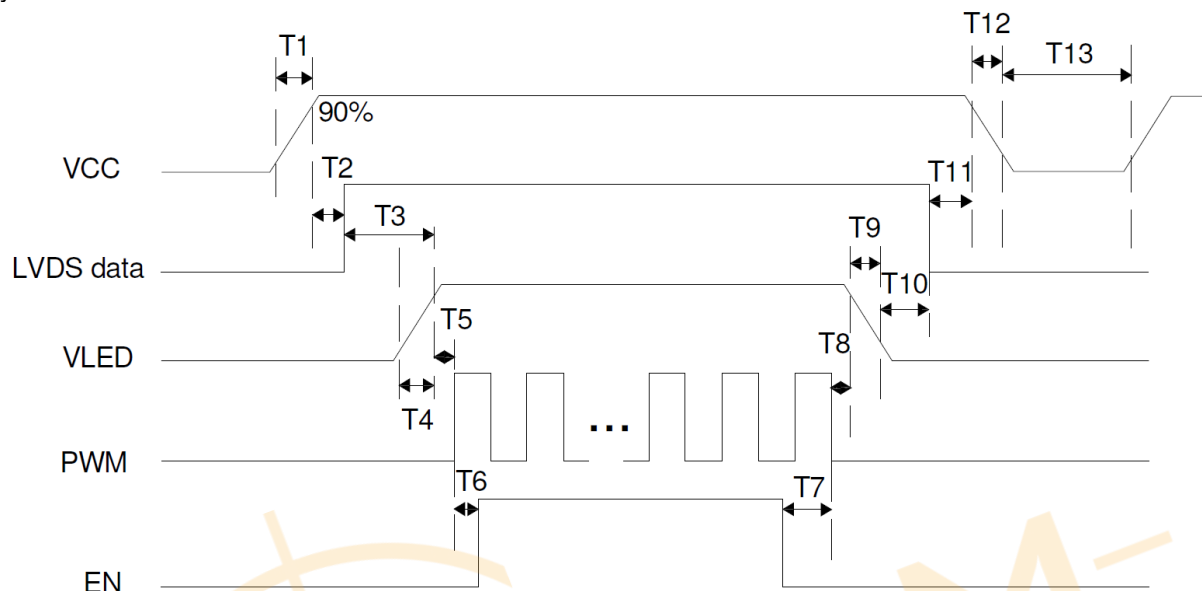 T12
T1
T13
90%
VCC
T2
T11
T3
T9
LVDS data
T10
T5
T8
VLED
T4
...
PWM
T6
T7
EN